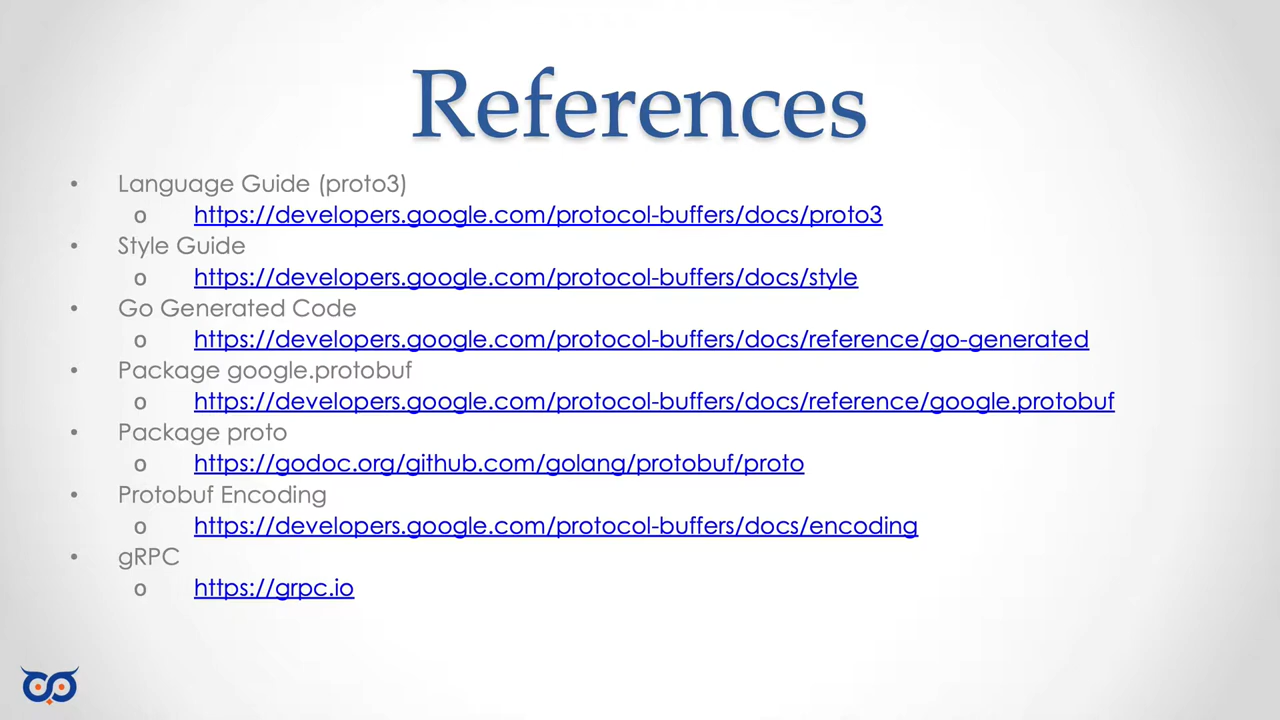 References
• Language Guide (proto3)
o https://developers.google.com/protocol-buffers/docs/proto3
• Style Guide
o https://developers.google.com/protocol-buffers/docs/style
• Go Generated Code
o https://developers.google.com/protocol-buffers/docs/reference/go-generated
• Package google.protobuf
o https://developers.google.com/protocol-buffers/docs/reference/google.protobuf
• Package proto
o https://godoc.org/github.com/golang/protobuf/proto
• Protobuf Encoding
o https://developers.google.com/protocol-buffers/docs/encoding
• gRPC
o https://grpc.io